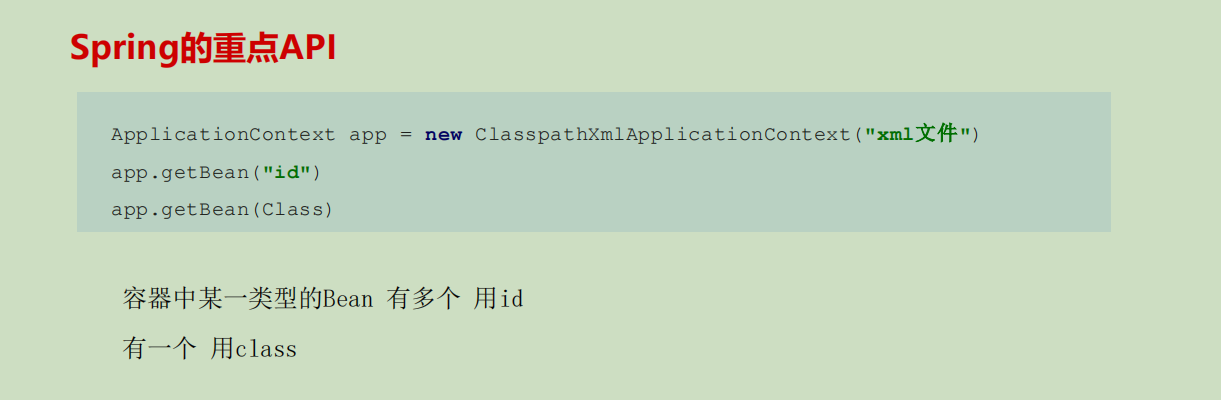 Spring的重点API
ApplicationContext app = new ClasspathXmlApplicationContext("xml文件")
app.getBean("id")
app.getBean(Class)
容器中某一类型的Bean 有多个 用id
有一个 用class